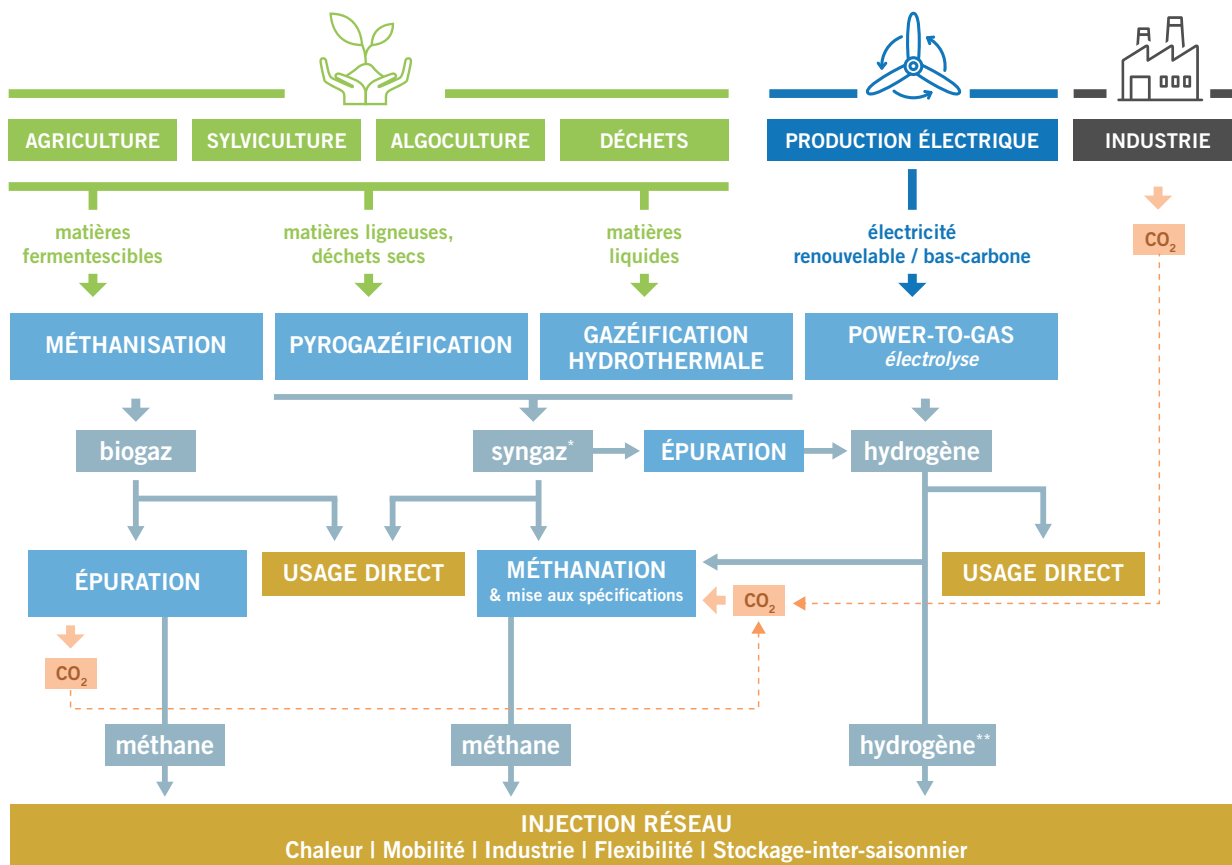 AGRICULTURE
SYLVICULTURE
ALGOCULTURE
DÉCHETS
PRODUCTION ÉLECTRIQUE
INDUSTRIE
matières
fermentescibles
matières ligneuses,
déchets secs
matières
liquides
électricité
renouvelable / bas-carbone
CO₂
MÉTHANISATION
PYROGAZÉIFICATION
GAZÉIFICATION
HYDROTHERMALE
POWER-TO-GAS
électrolyse
biogaz
syngaz*
ÉPURATION
hydrogène
ÉPURATION
USAGE DIRECT
MÉTHANATION
& mise aux spécifications
CO₂
USAGE DIRECT
CO₂
méthane
méthane
hydrogène**
INJECTION RÉSEAU
Chaleur | Mobilité | Industrie | Flexibilité | Stockage-inter-saisonnier